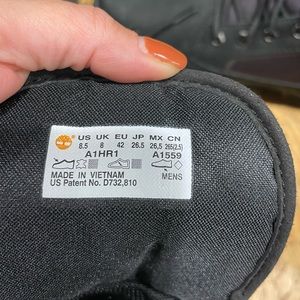 US UK EU JP MX CN
8.5 8 42 26.5 26.5 265(2.5)
A1HR1 A1559
MADE IN VIETNAM
US Patent No. D732,810 MENS